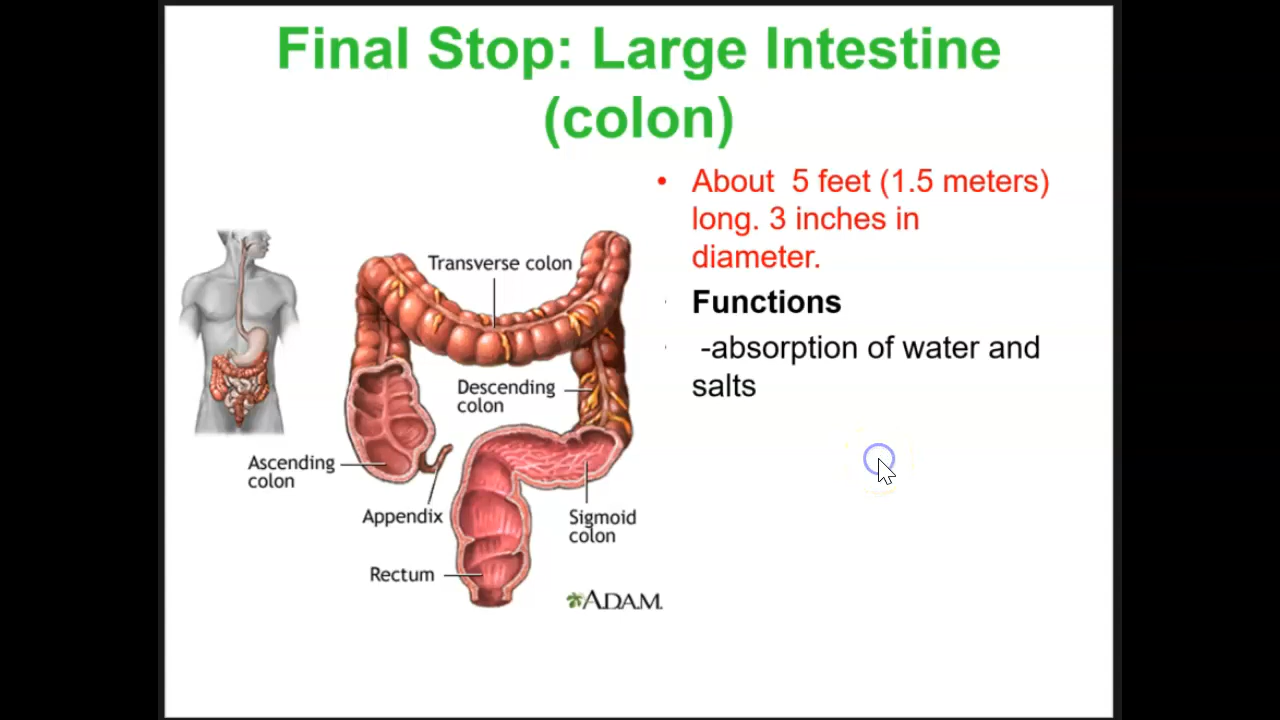 Final Stop: Large Intestine
(colon)
• About 5 feet (1.5 meters)
long. 3 inches in
diameter.
Functions
-absorption of water and
salts
Transverse colon
Descending
colon
Ascending
colon
Appendix
Sigmoid
colon
Rectum
ADAM.